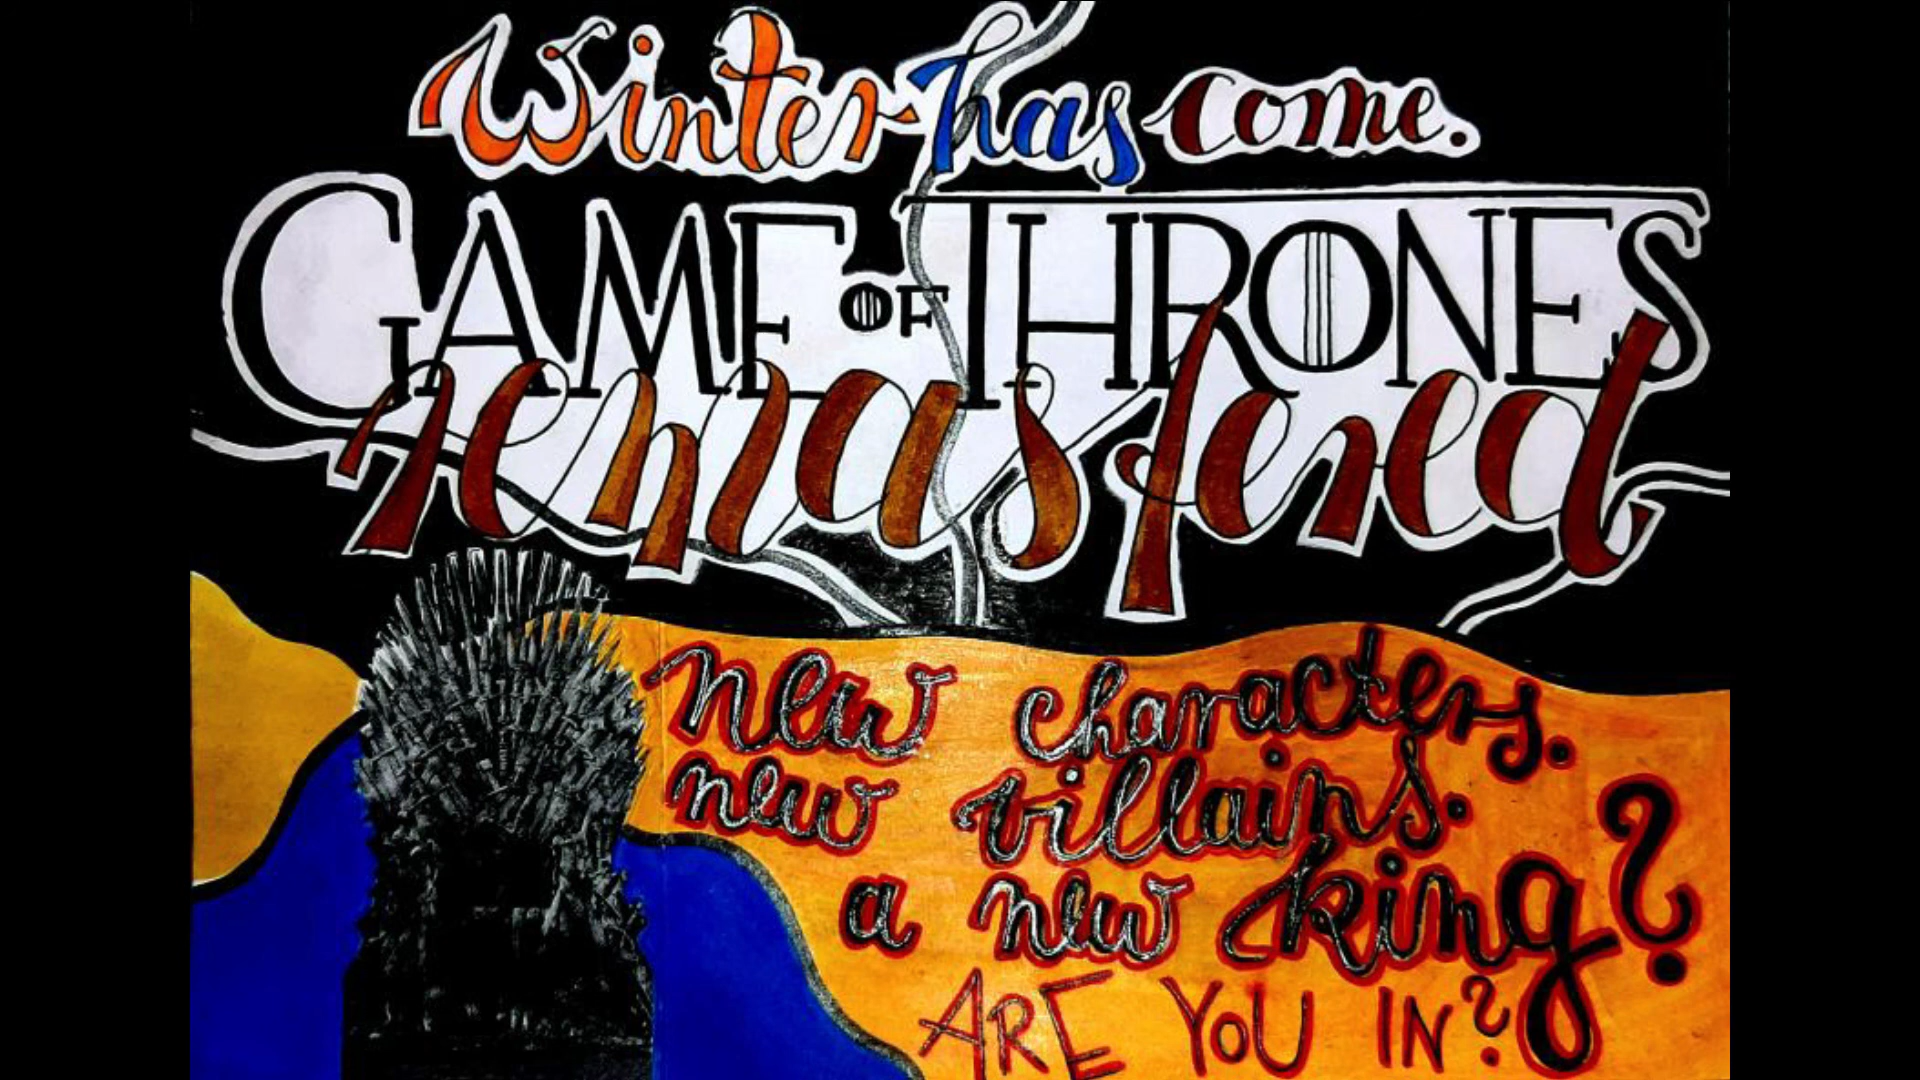 Winter has come.
GAME OF THRONES
remastered
new characters.
new villains.
a new king?
ARE YOU IN?